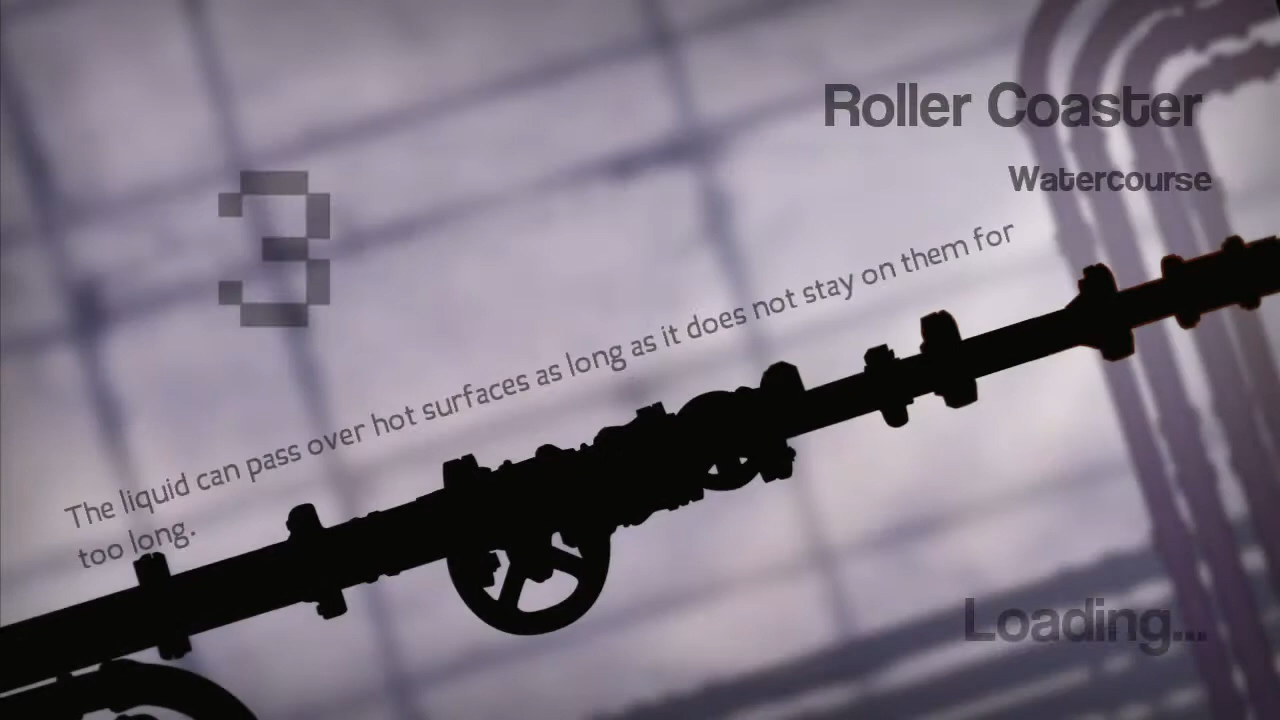 Roller Coaster
Watercourse
3
The liquid can pass over hot surfaces as long as it does not stay on them for
too long.
Loading...